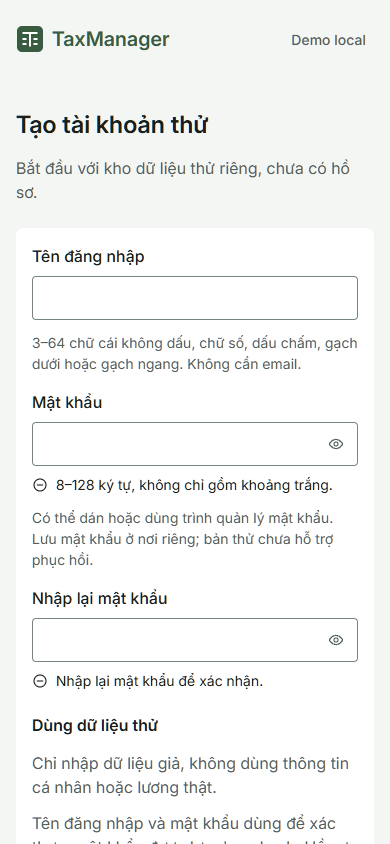 TaxManager
Demo local
Tạo tài khoản thử
Bắt đầu với kho dữ liệu thử riêng, chưa có hồ
sơ.
Tên đăng nhập
3–64 chữ cái không dấu, chữ số, dấu chấm, gạch
dưới hoặc gạch ngang. Không cần email.
Mật khẩu
8–128 ký tự, không chỉ gồm khoảng trắng.
Có thể dán hoặc dùng trình quản lý mật khẩu.
Lưu mật khẩu ở nơi riêng; bản thử chưa hỗ trợ
phục hồi.
Nhập lại mật khẩu
Nhập lại mật khẩu để xác nhận.
Dùng dữ liệu thử
Chỉ nhập dữ liệu giả, không dùng thông tin
cá nhân hoặc lương thật.
Tên đăng nhập và mật khẩu dùng để xác